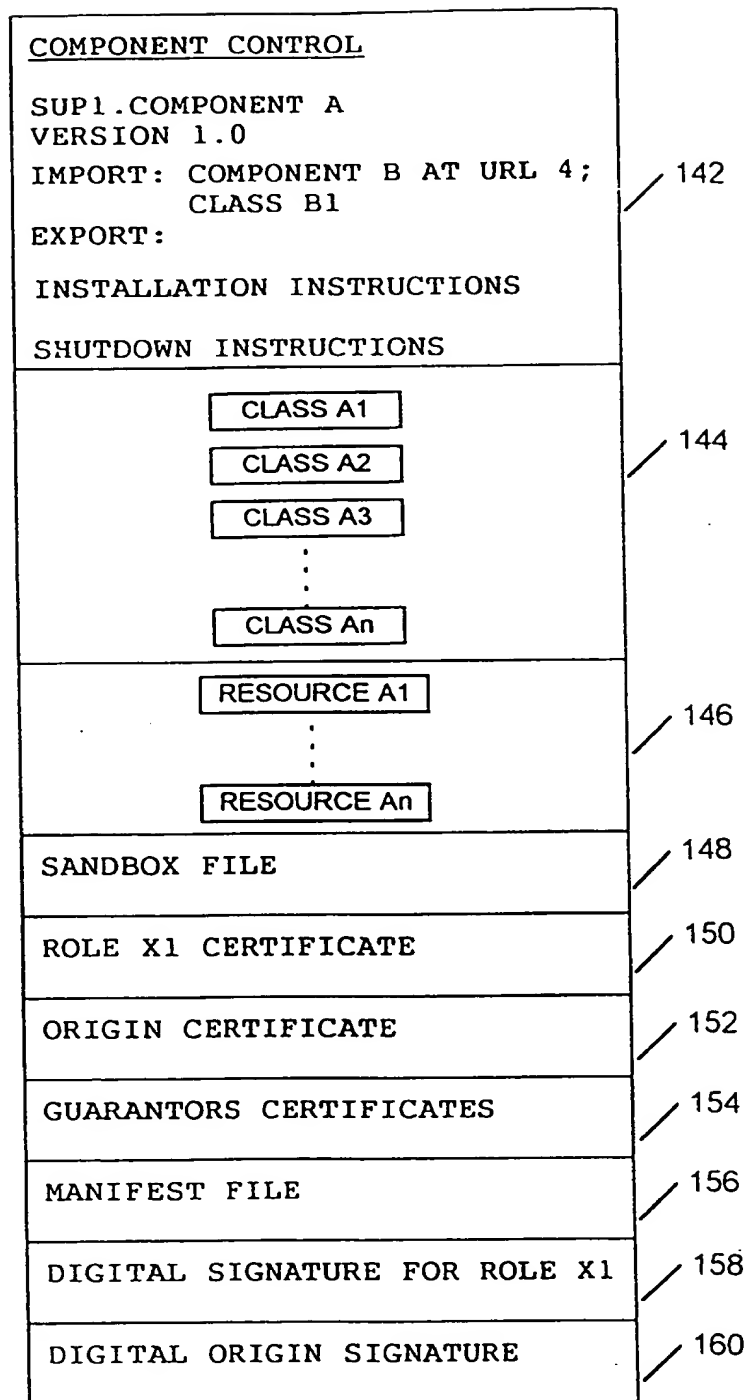 COMPONENT CONTROL
SUP1.COMPONENT A
VERSION 1.0
IMPORT: COMPONENT B AT URL 4;
CLASS B1
EXPORT:
INSTALLATION INSTRUCTIONS
SHUTDOWN INSTRUCTIONS
142
CLASS A1
CLASS A2
CLASS A3
CLASS An
144
RESOURCE A1
RESOURCE An
146
SANDBOX FILE
148
ROLE X1 CERTIFICATE
150
ORIGIN CERTIFICATE
152
GUARANTORS CERTIFICATES
154
MANIFEST FILE
156
DIGITAL SIGNATURE FOR ROLE X1
158
DIGITAL ORIGIN SIGNATURE
160